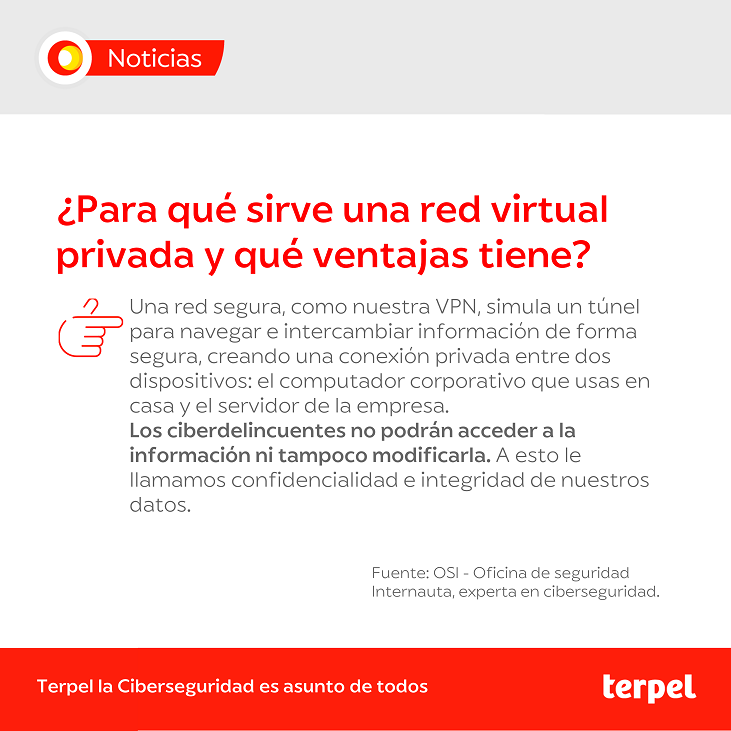 Noticias
¿Para qué sirve una red virtual
privada y qué ventajas tiene?
Una red segura, como nuestra VPN, simula un túnel
para navegar e intercambiar información de forma
segura, creando una conexión privada entre dos
dispositivos: el computador corporativo que usas en
casa y el servidor de la empresa.
Los ciberdelincuentes no podrán acceder a la
información ni tampoco modificarla. A esto le
llamamos confidencialidad e integridad de nuestros
datos.
Fuente: OSI - Oficina de seguridad
Internauta, experta en ciberseguridad.
Terpel la Ciberseguridad es asunto de todos
terpel